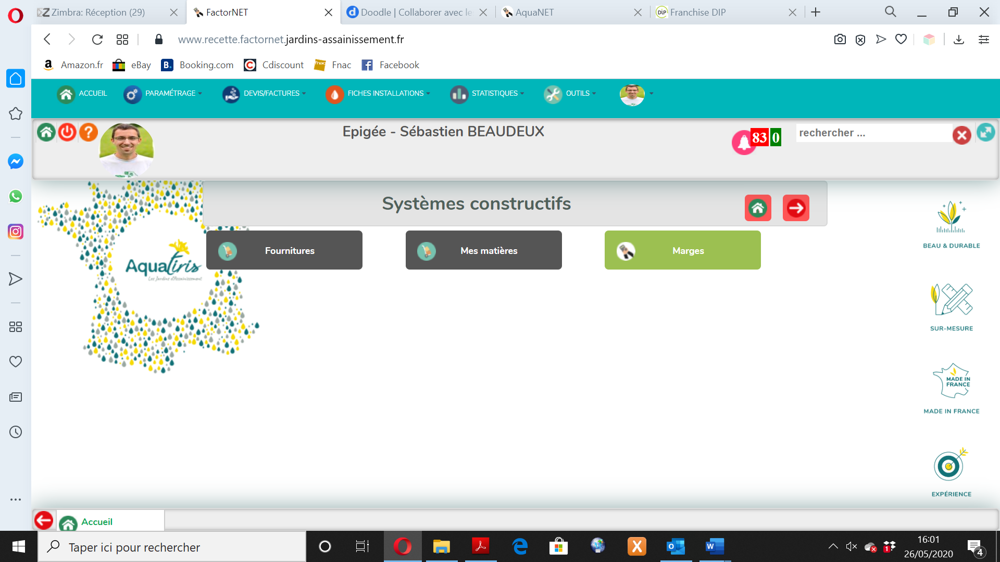 Zimbra: Réception (29)
FactorNET
Doodle | Collaborer avec le
AquaNET
DIP Franchise DIP
www.recette.factornet.jardins-assainissement.fr
Amazon.fr
eBay
B. Booking.com
Cdiscount
fnac Fnac
Facebook
ACCUEIL
PARAMÉTRAGE
DEVIS/FACTURES
FICHES INSTALLATIONS
STATISTIQUES
OUTILS
Epigée - Sébastien BEAUDEUX
83 0
rechercher ...
Systèmes constructifs
Fournitures
Mes matières
Marges
Aquatiris
Les Jardins d'Assainissement
BEAU & DURABLE
SUR-MESURE
MADE IN
FRANCE
MADE IN FRANCE
EXPÉRIENCE
Accueil
Taper ici pour rechercher
1
16:01
26/05/2020
4